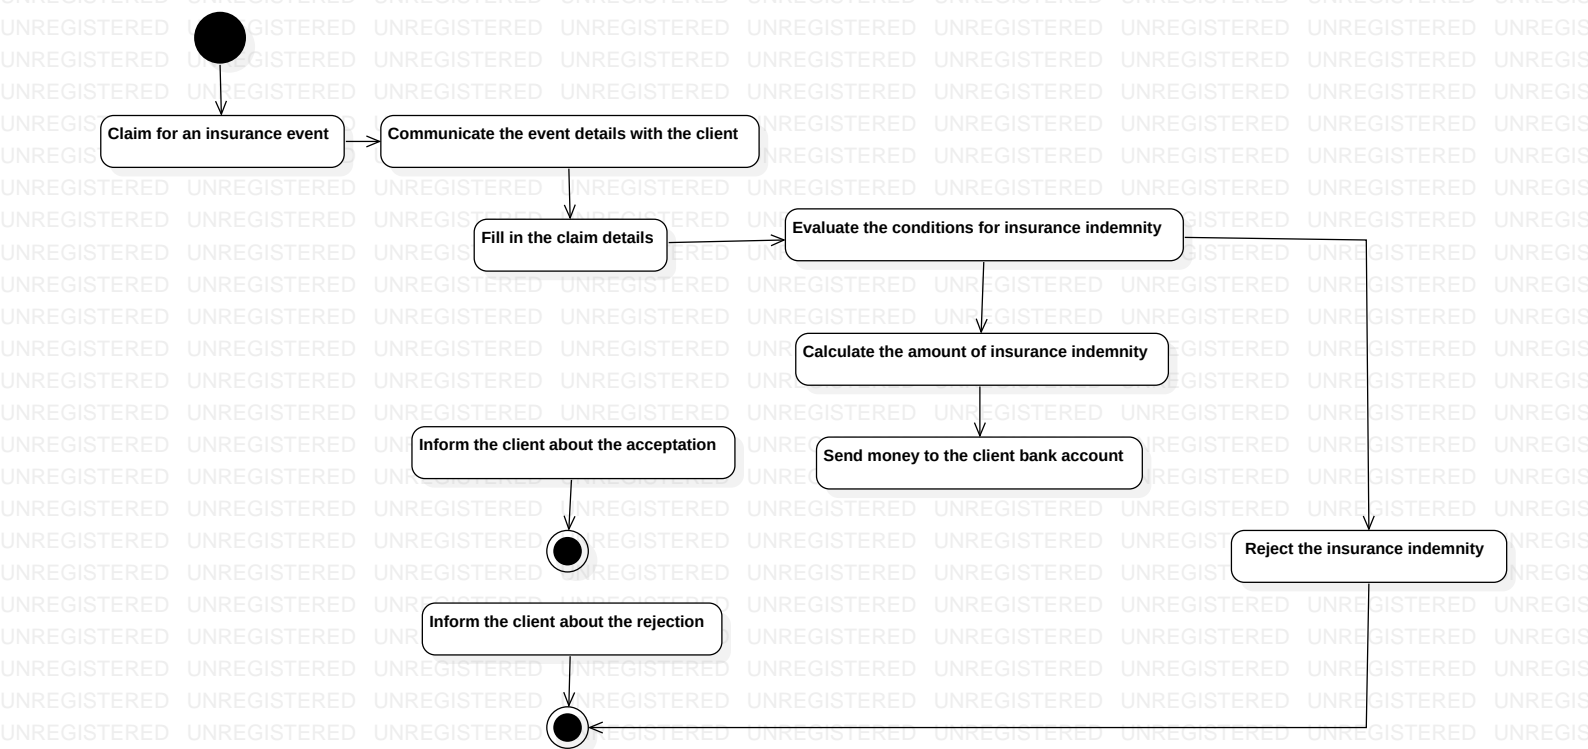 Claim for an insurance event
Communicate the event details with the client
Fill in the claim details
Evaluate the conditions for insurance indemnity
Calculate the amount of insurance indemnity
Inform the client about the acceptation
Send money to the client bank account
Reject the insurance indemnity
Inform the client about the rejection
UNREGISTERED